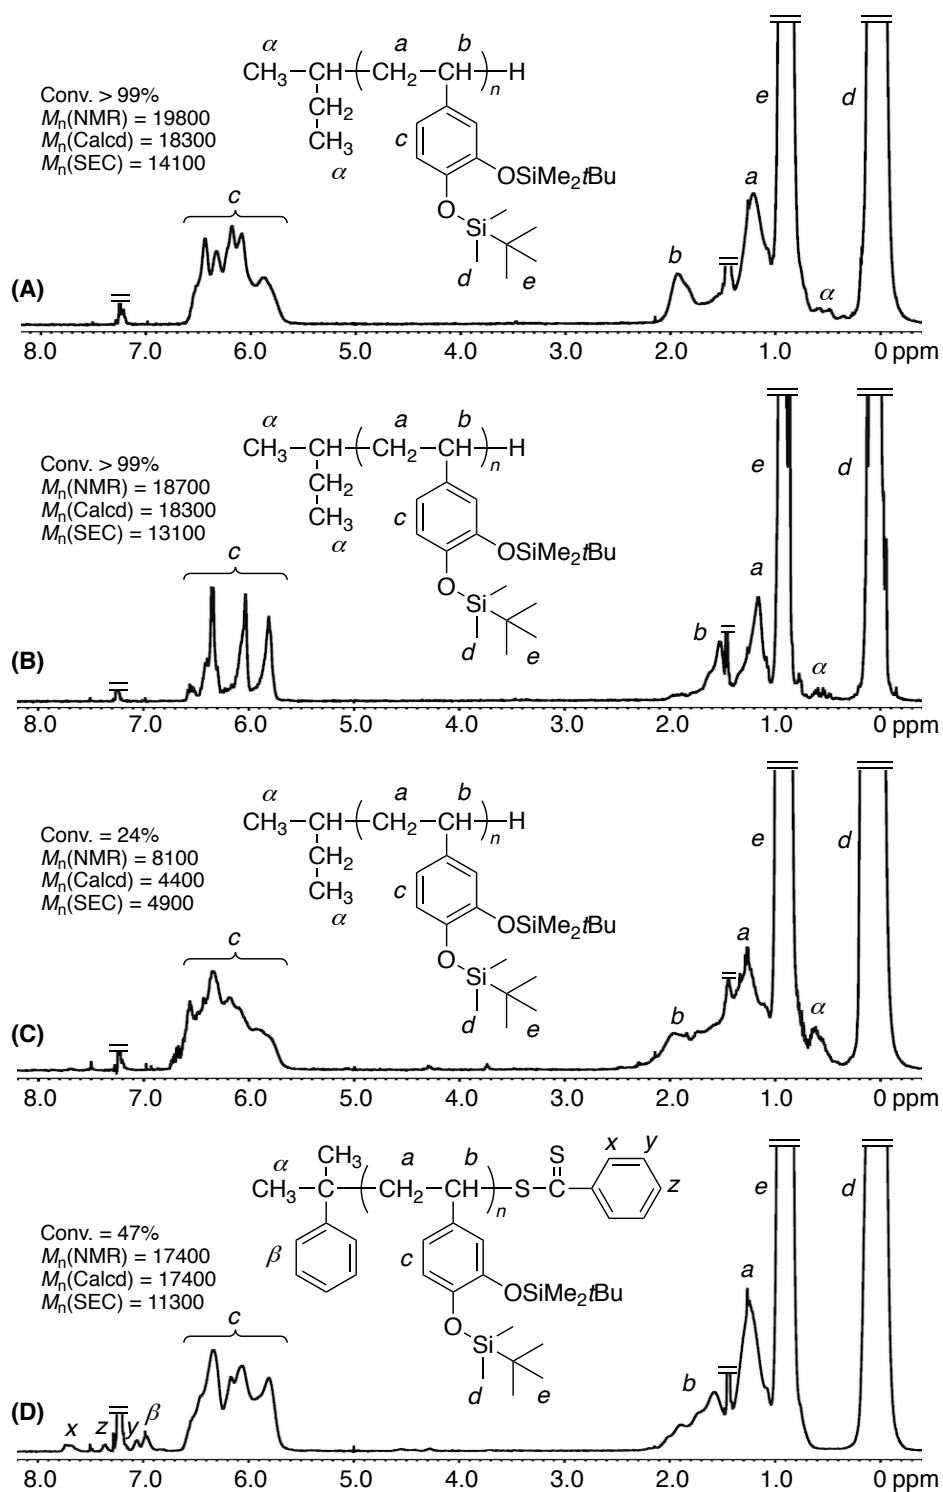 α
a
b
CH3
CH
CH2
CH
n
H
CH2
CH3
α
c
OSiMe2tBu
O
Si
d
e
Conv. > 99%
Mn(NMR) = 19800
Mn(Calcd) = 18300
Mn(SEC) = 14100
c
b
a
e
d
α
(A)
8.0 7.0 6.0 5.0 4.0 3.0 2.0 1.0 0 ppm
α
a
b
CH3
CH
CH2
CH
n
H
CH2
CH3
α
c
OSiMe2tBu
O
Si
d
e
Conv. > 99%
Mn(NMR) = 18700
Mn(Calcd) = 18300
Mn(SEC) = 13100
c
b
a
e
d
α
(B)
8.0 7.0 6.0 5.0 4.0 3.0 2.0 1.0 0 ppm
α
a
b
CH3
CH
CH2
CH
n
H
CH2
CH3
α
c
OSiMe2tBu
O
Si
d
e
Conv. = 24%
Mn(NMR) = 8100
Mn(Calcd) = 4400
Mn(SEC) = 4900
c
b
a
e
d
α
(C)
8.0 7.0 6.0 5.0 4.0 3.0 2.0 1.0 0 ppm
α
CH3
a
b
S
x
y
z
CH3
CH2
CH
n
S
C
β
c
OSiMe2tBu
O
Si
d
e
Conv. = 47%
Mn(NMR) = 17400
Mn(Calcd) = 17400
Mn(SEC) = 11300
c
x
z
y
β
b
a
e
d
(D)
8.0 7.0 6.0 5.0 4.0 3.0 2.0 1.0 0 ppm